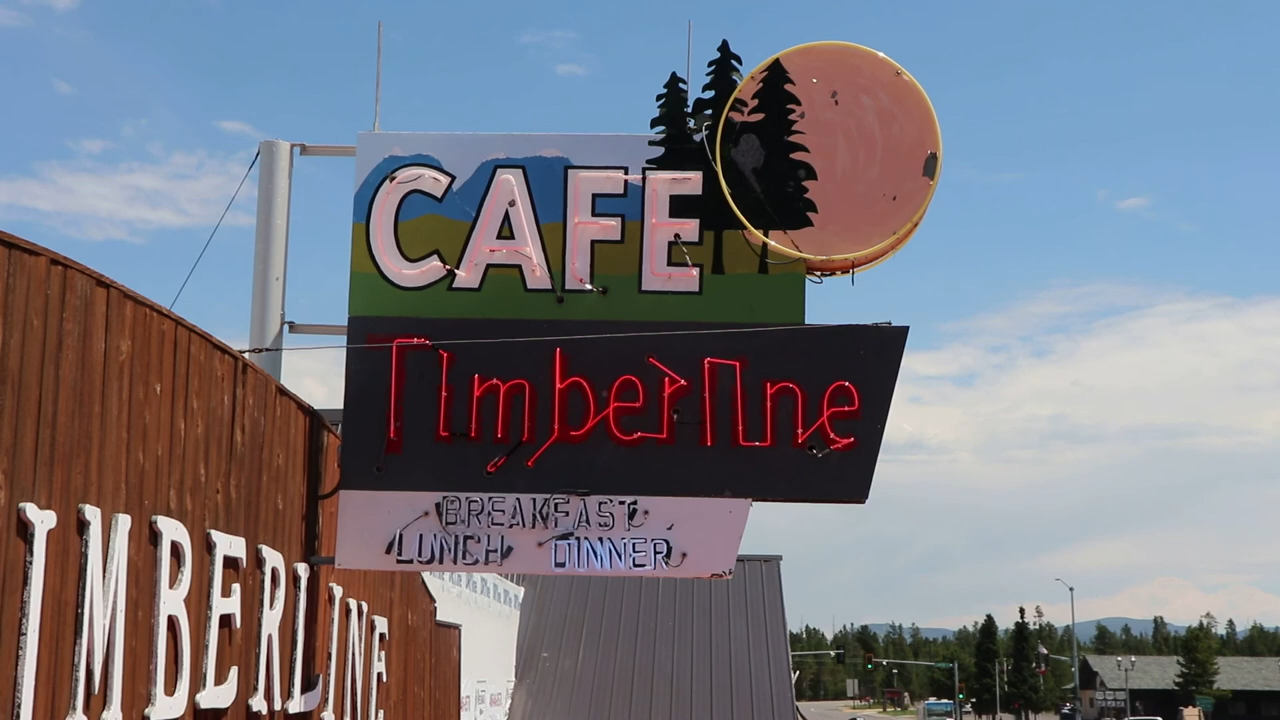 CAFE
Timberline
BREAKFAST
LUNCH DINNER
IMBERLINE